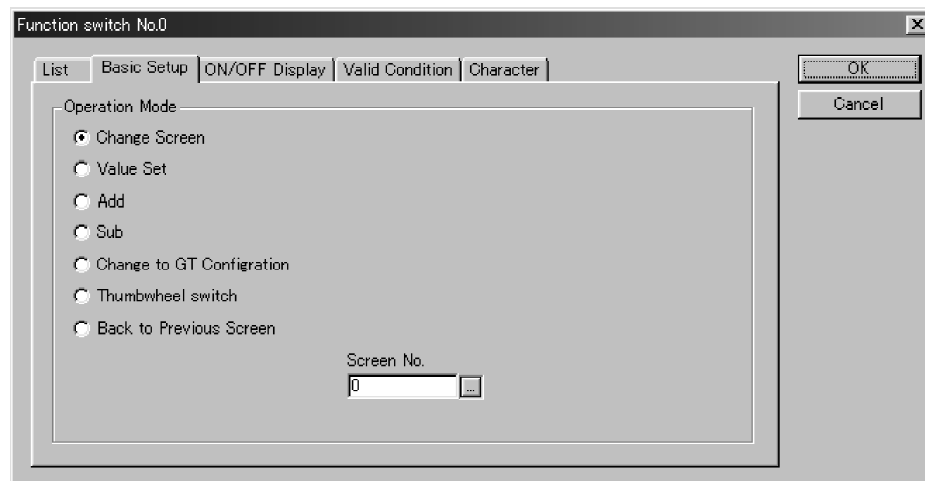 Function switch No.0
List Basic Setup ON/OFF Display Valid Condition Character
OK
Cancel
Operation Mode
Change Screen
Value Set
Add
Sub
Change to GT Configration
Thumbwheel switch
Back to Previous Screen
Screen No.
0
...